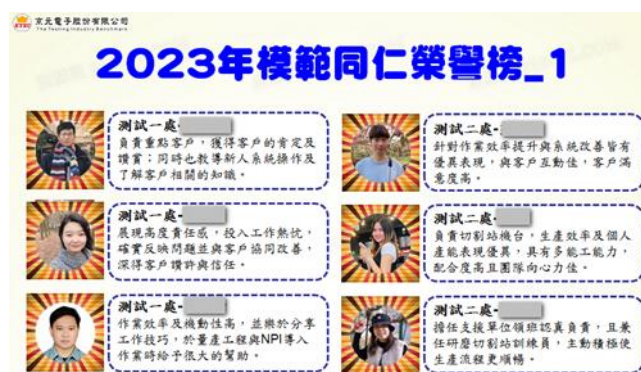 京元電子股份有限公司
The Testing Industry Benchmark
2023年模範同仁榮譽榜_1
測試一處-
負責重點客戶，獲得客戶的肯定及
讚賞；同時也教導新人系統操作及
了解客戶相關的知識。
測試一處-
展現高度責任感，投入工作熱忱，
確實反映問題並與客戶協同改善，
深得客戶讚許與信任。
測試一處-
作業效率及機動性高，並樂於分享
工作技巧，於量產工程與NPI導入
作業時給予很大的幫助。
測試二處-
針對作業效率提升與系統改善皆有
優異表現，與客戶互動佳，客戶滿
意度高。
測試二處-
負責切割站機台，生產效率及個人
產能表現優異，具有多能工能力，
配合度高且團隊向心力佳。
測試二處-
擔任支援單位領班認真負責，且兼
任研磨切割站訓練員，主動積極使
生產流程更順暢。